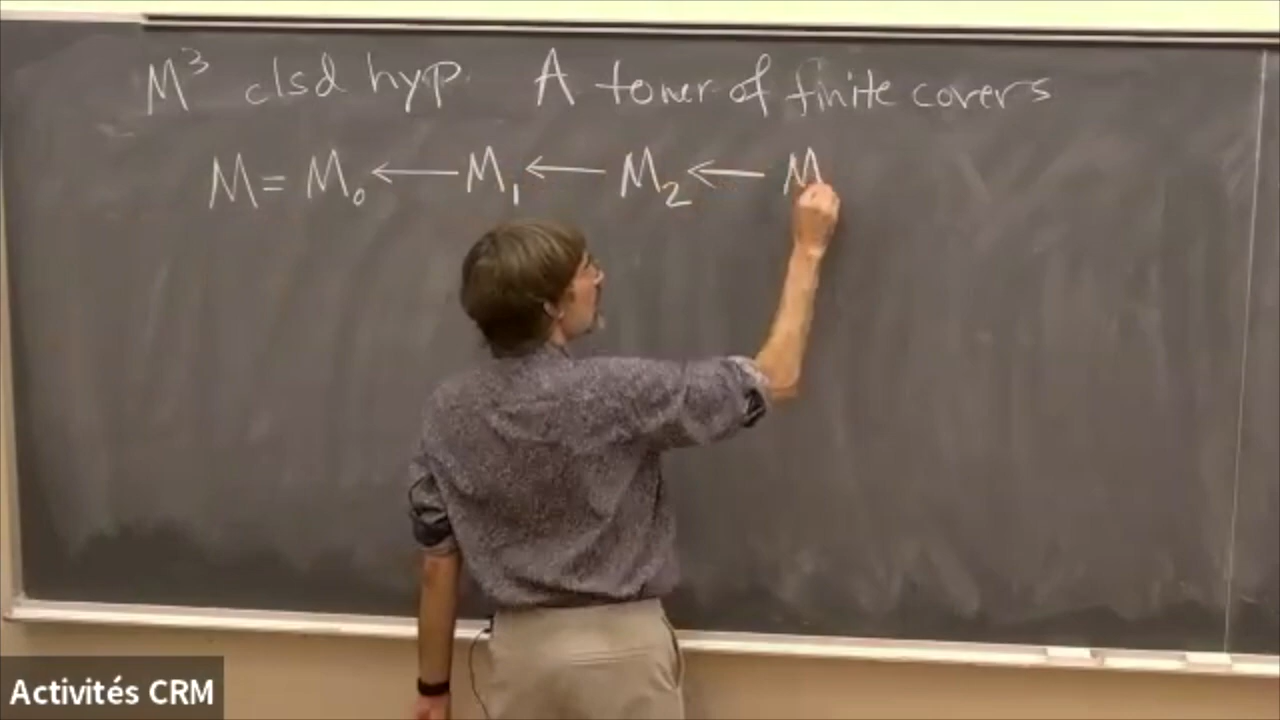 M³ clsd hyp. A tower of finite covers
M = M₀ ← M₁ ← M₂ ← M
Activités CRM